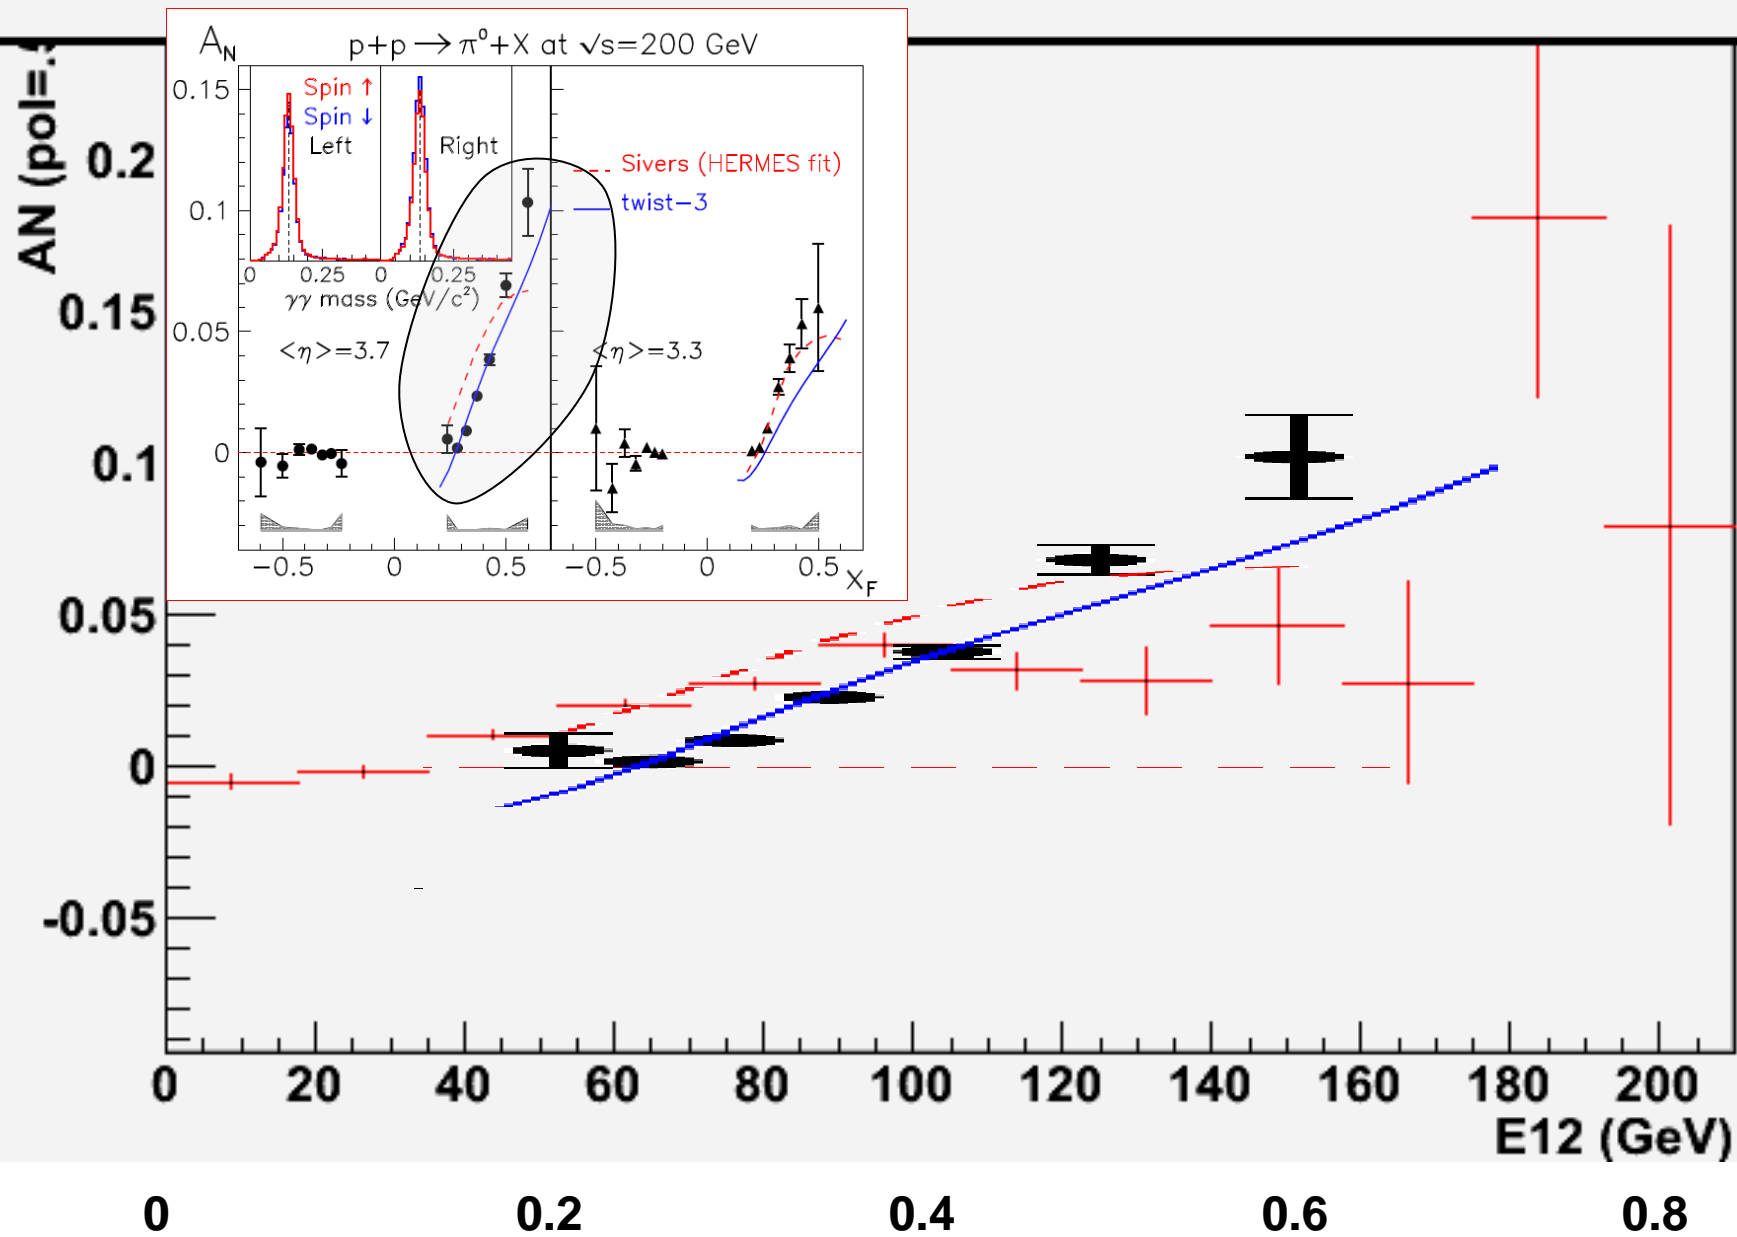 AN (pol=.5
A_N
p+p → π⁰+X at √s=200 GeV
0.15
0.1
0.05
0
Spin ↑
Spin ↓
Left
Right
0 0.25 0 0.25
γγ mass (GeV/c²)
Sivers (HERMES fit)
twist-3
<η>=3.7
<η>=3.3
-0.5 0 0.5 -0.5 0 0.5
X_F
0.2
0.15
0.1
0.05
0
-0.05
0 20 40 60 80 100 120 140 160 180 200
E12 (GeV)
0 0.2 0.4 0.6 0.8